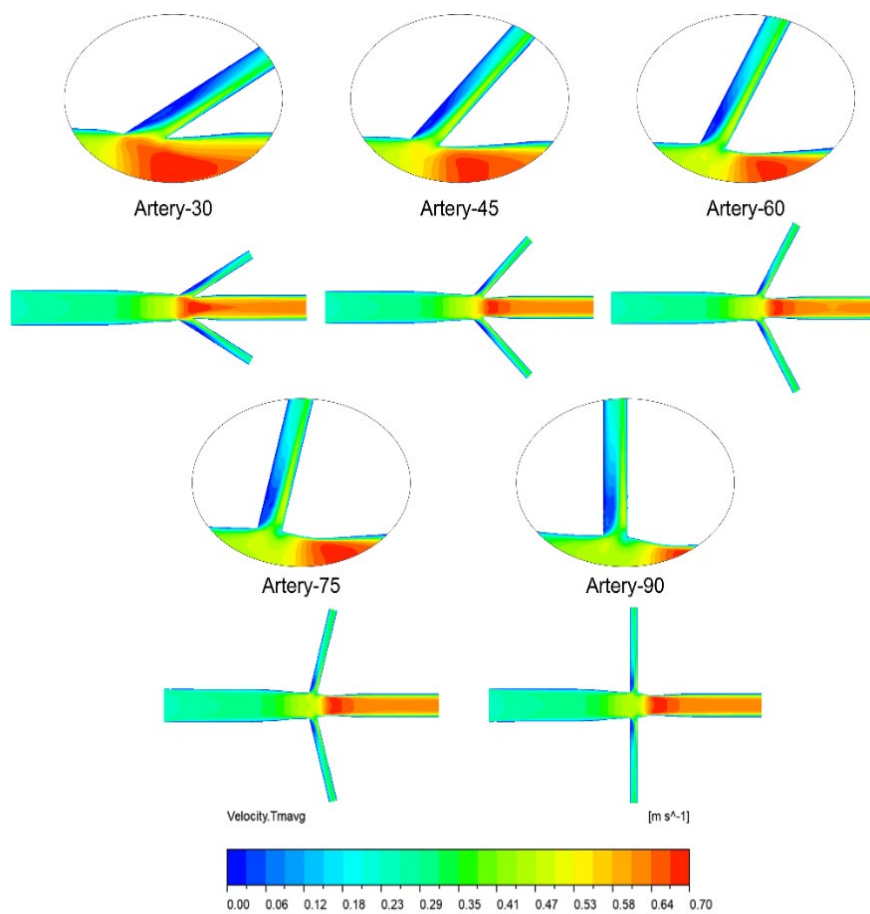 Artery-30 Artery-45 Artery-60
Artery-75 Artery-90
Velocity.Trnavg [m s^-1]
0.00 0.06 0.12 0.18 0.23 0.29 0.35 0.41 0.47 0.53 0.58 0.64 0.70